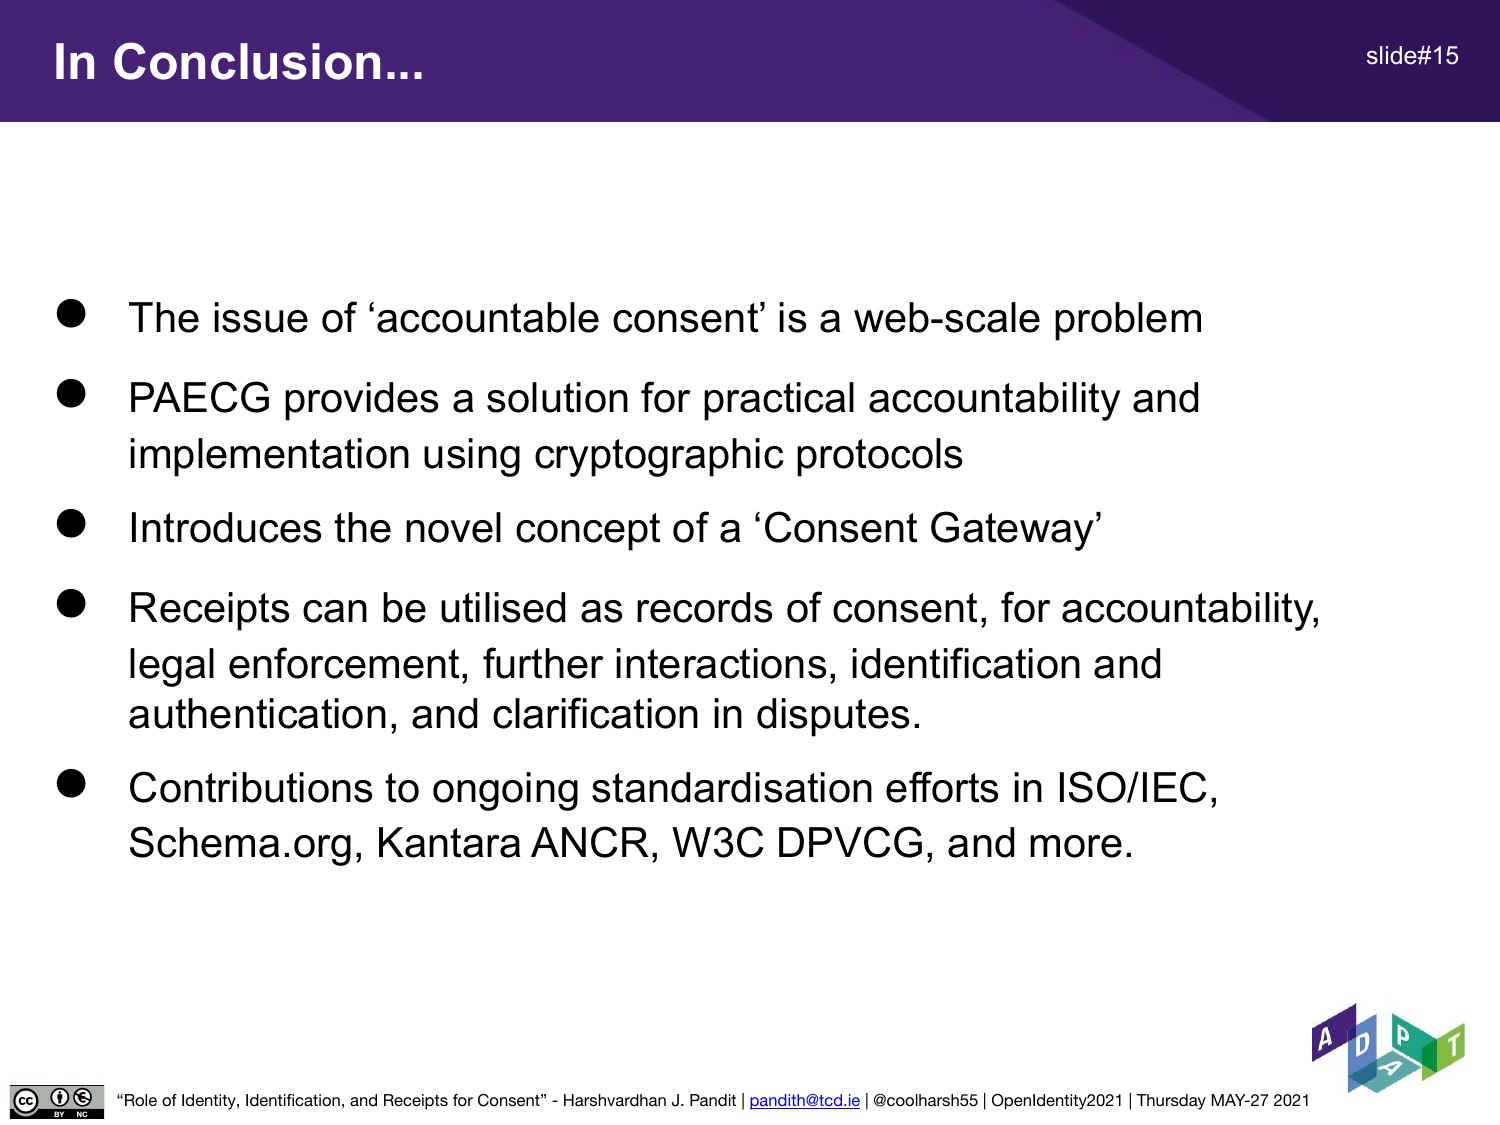 In Conclusion...
slide#15
● The issue of ‘accountable consent’ is a web-scale problem
● PAECG provides a solution for practical accountability and
implementation using cryptographic protocols
● Introduces the novel concept of a ‘Consent Gateway’
● Receipts can be utilised as records of consent, for accountability,
legal enforcement, further interactions, identification and
authentication, and clarification in disputes.
● Contributions to ongoing standardisation efforts in ISO/IEC,
Schema.org, Kantara ANCR, W3C DPVCG, and more.
ADAPT
cc BY NC
“Role of Identity, Identification, and Receipts for Consent” - Harshvardhan J. Pandit | pandith@tcd.ie | @coolharsh55 | OpenIdentity2021 | Thursday MAY-27 2021